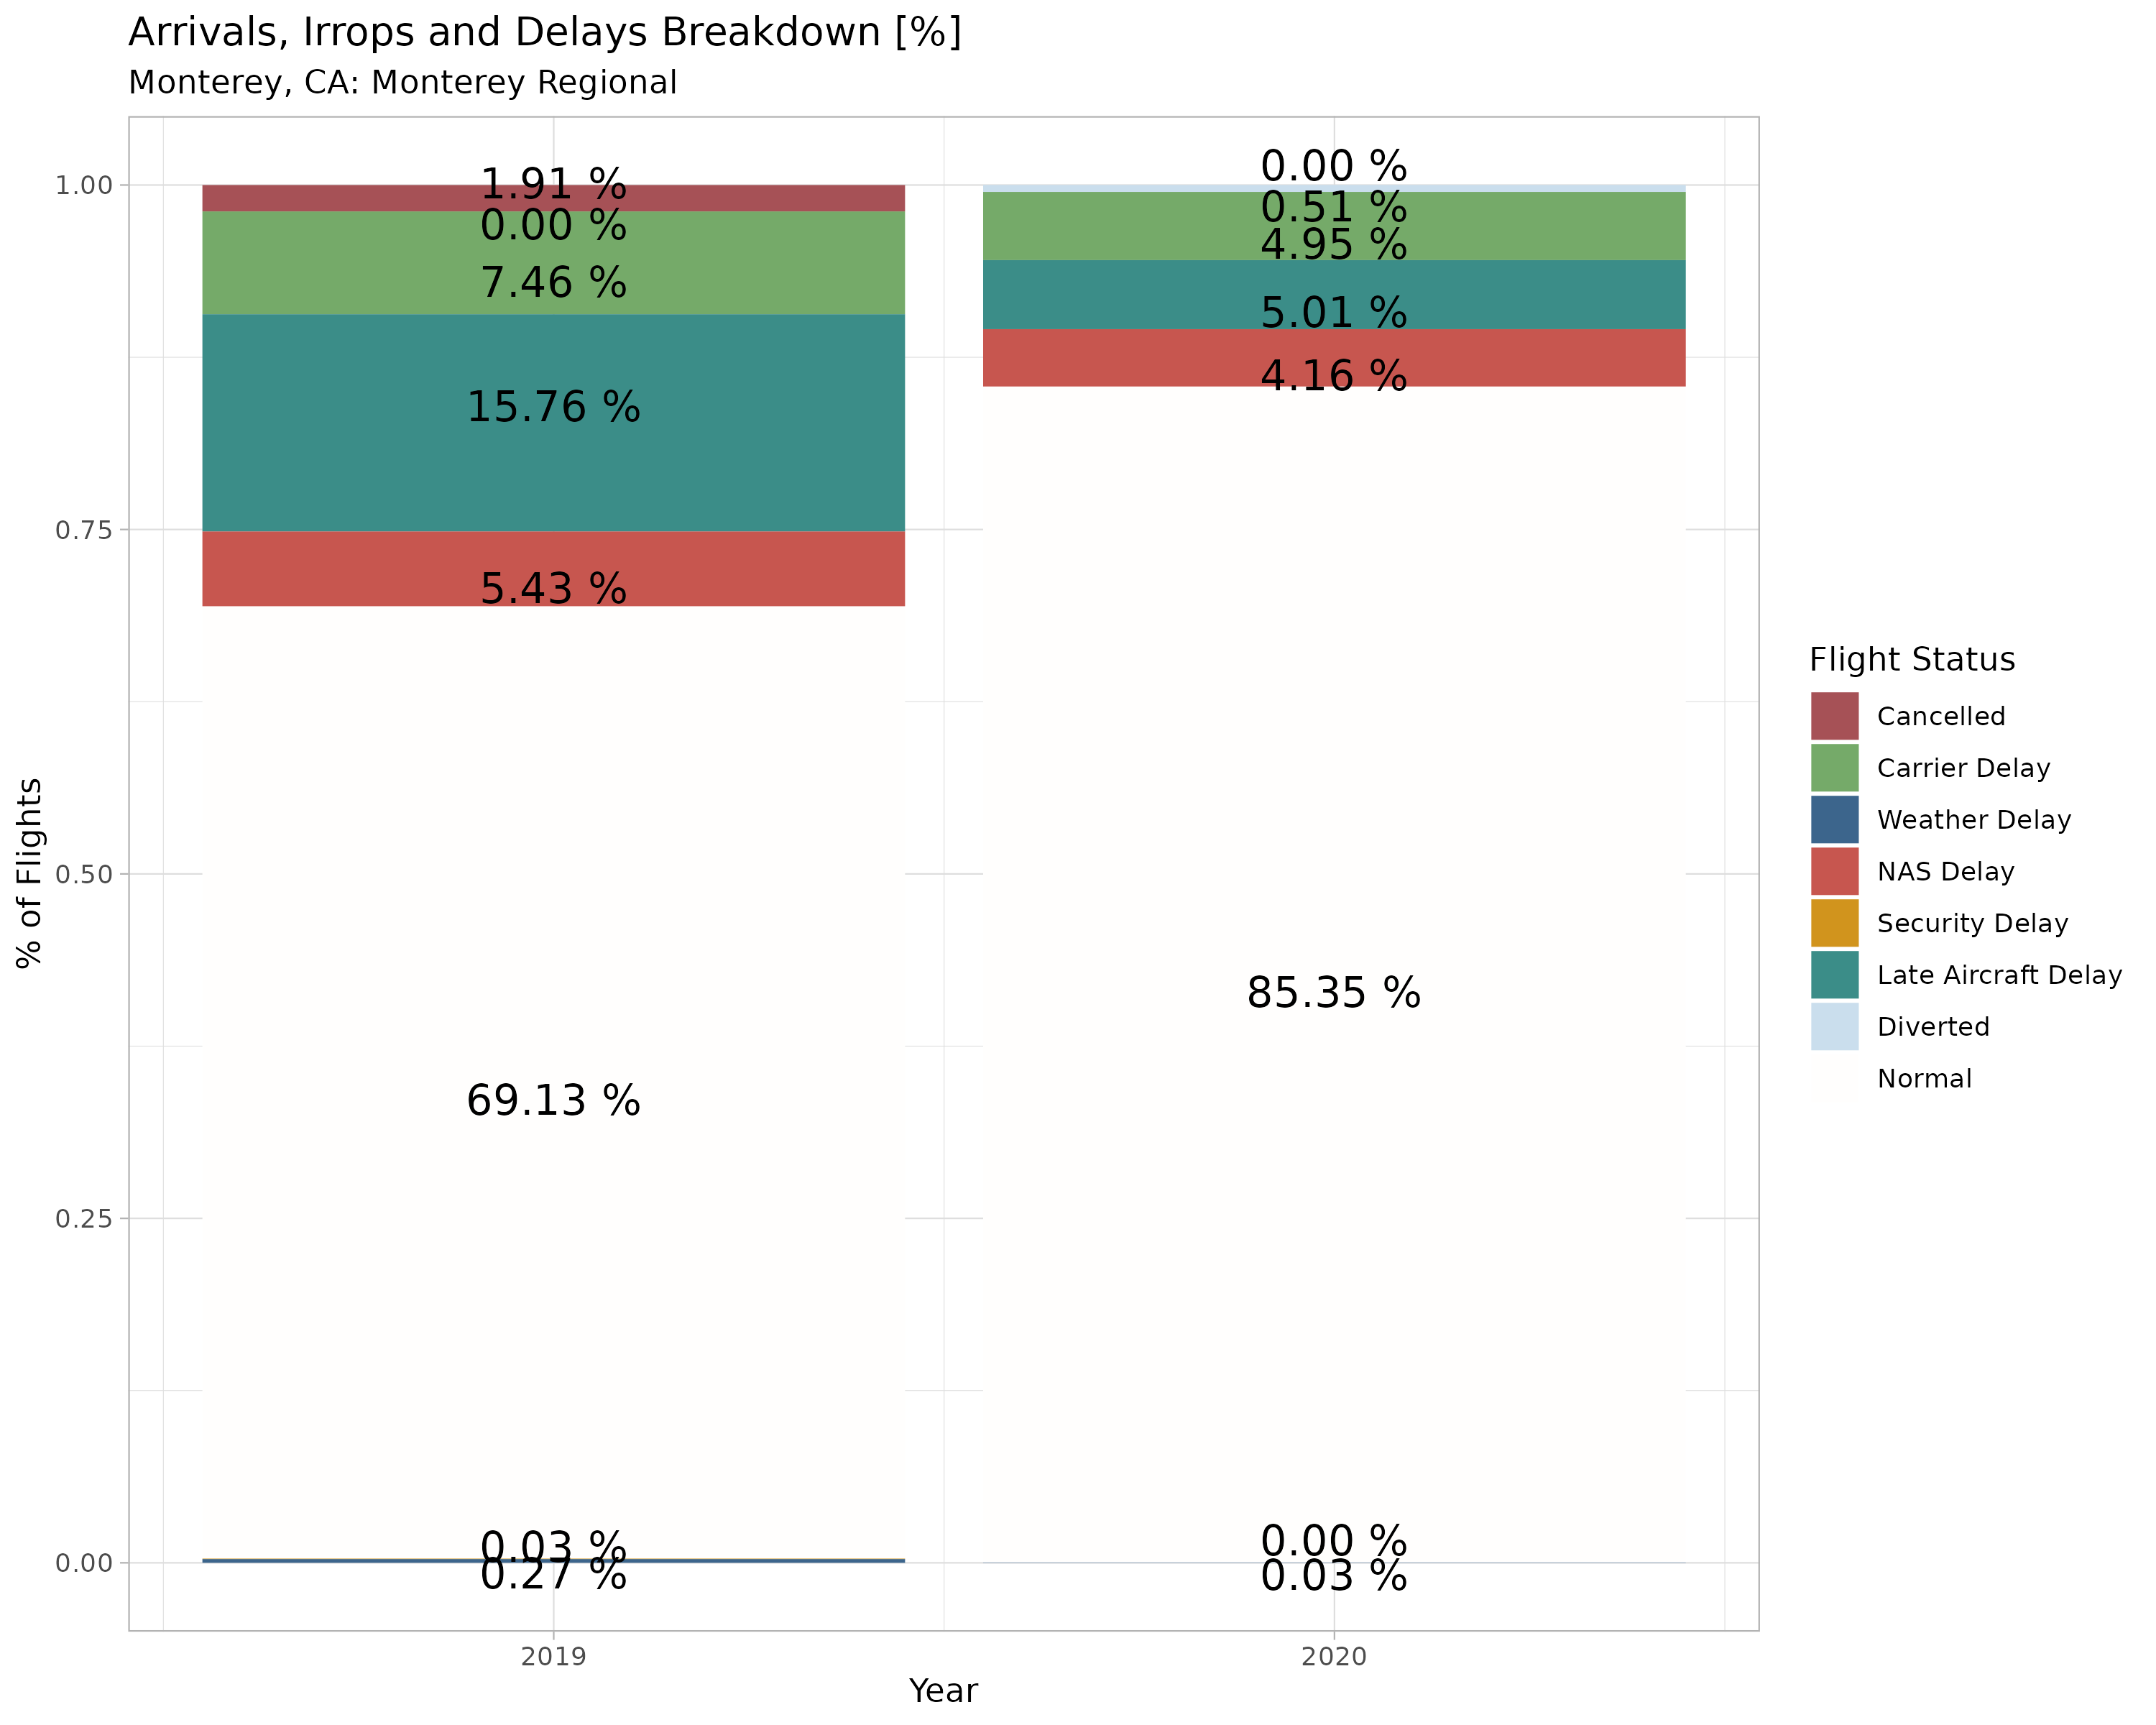 Arrivals, Irrops and Delays Breakdown [%]
Monterey, CA: Monterey Regional
% of Flights
1.00
0.75
0.50
0.25
0.00
1.91 %
0.00 %
7.46 %
15.76 %
5.43 %
69.13 %
0.03 %
0.27 %
0.00 %
0.51 %
4.95 %
5.01 %
4.16 %
85.35 %
0.00 %
0.03 %
2019
2020
Year
Flight Status
Cancelled
Carrier Delay
Weather Delay
NAS Delay
Security Delay
Late Aircraft Delay
Diverted
Normal